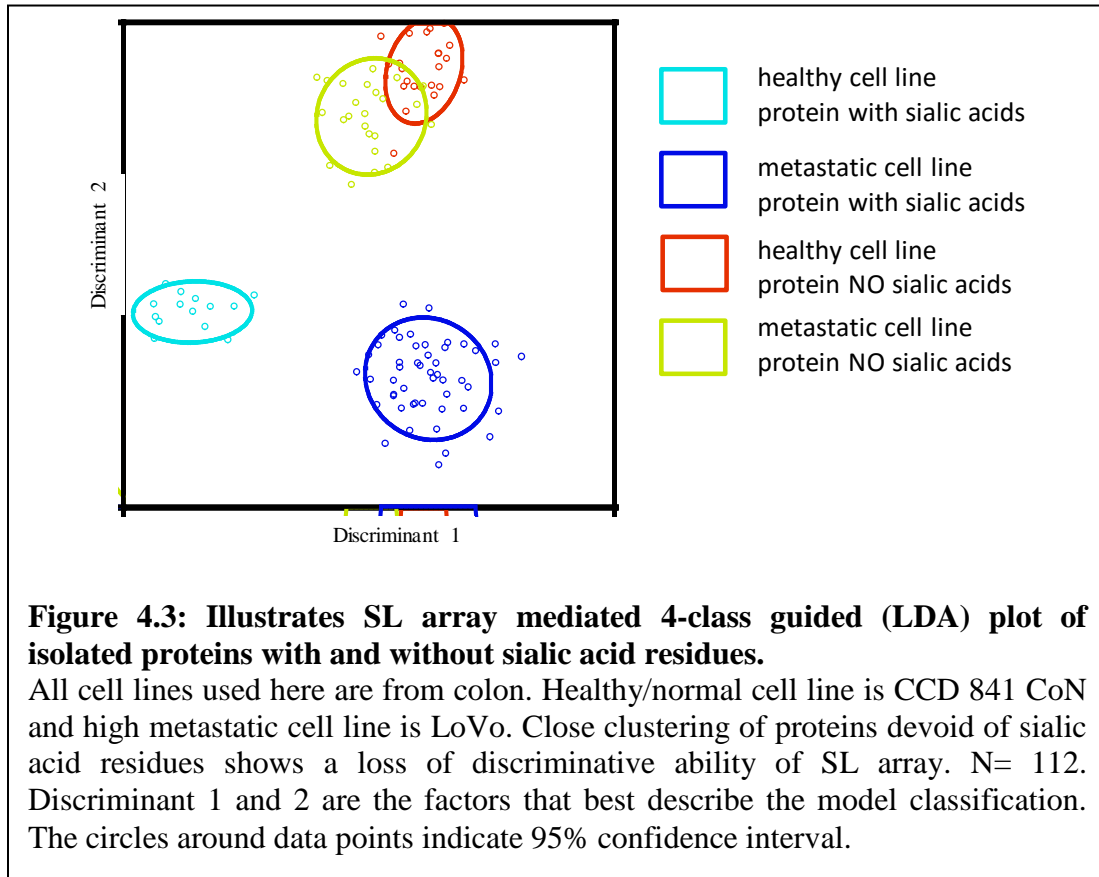 Discriminant 2
Discriminant 1
healthy cell line
protein with sialic acids
metastatic cell line
protein with sialic acids
healthy cell line
protein NO sialic acids
metastatic cell line
protein NO sialic acids
Figure 4.3: Illustrates SL array mediated 4-class guided (LDA) plot of
isolated proteins with and without sialic acid residues.
All cell lines used here are from colon. Healthy/normal cell line is CCD 841 CoN
and high metastatic cell line is LoVo. Close clustering of proteins devoid of sialic
acid residues shows a loss of discriminative ability of SL array. N= 112.
Discriminant 1 and 2 are the factors that best describe the model classification.
The circles around data points indicate 95% confidence interval.